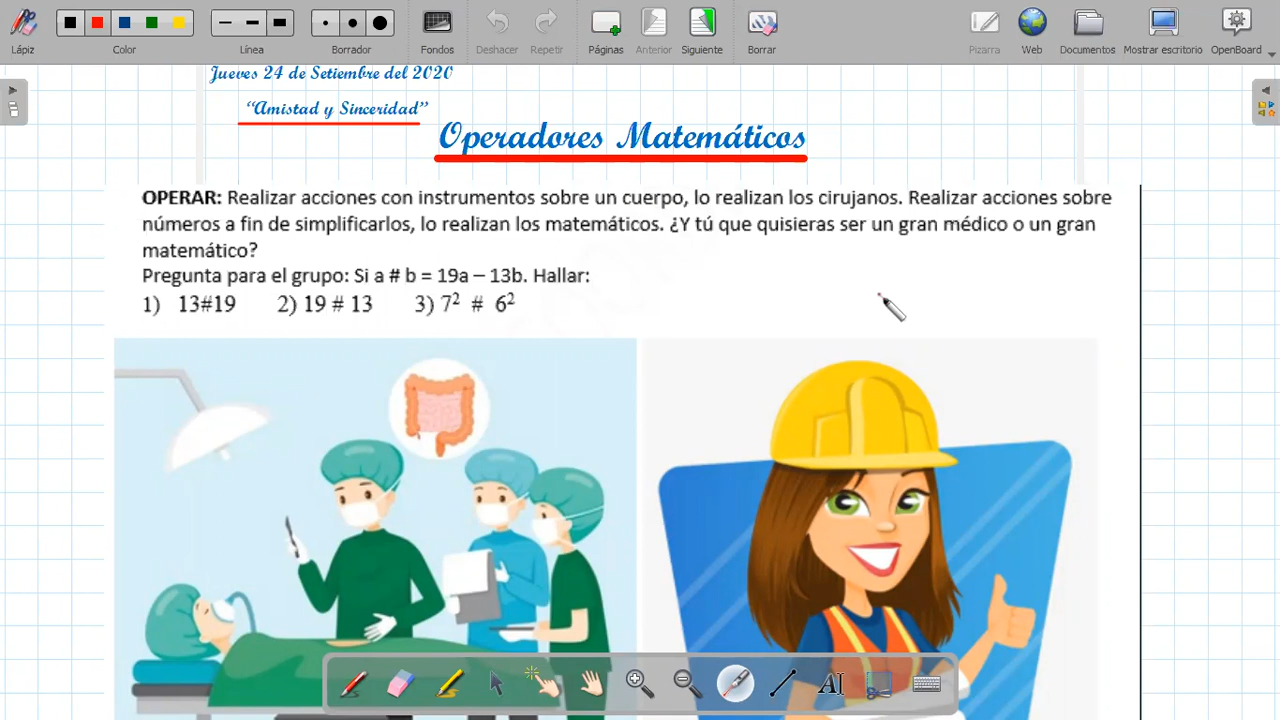 Lápiz Color Línea Borrador Fondos Deshacer Repetir Páginas Anterior Siguiente Borrar Pizarra Web Documentos Mostrar escritorio OpenBoard
Jueves 24 de Setiembre del 2020
“Amistad y Sinceridad”
Operadores Matemáticos
OPERAR: Realizar acciones con instrumentos sobre un cuerpo, lo realizan los cirujanos. Realizar acciones sobre
números a fin de simplificarlos, lo realizan los matemáticos. ¿Y tú que quisieras ser un gran médico o un gran
matemático?
Pregunta para el grupo: Si a # b = 19a – 13b. Hallar:
1) 13#19 2) 19 # 13 3) 7² # 6²
AI